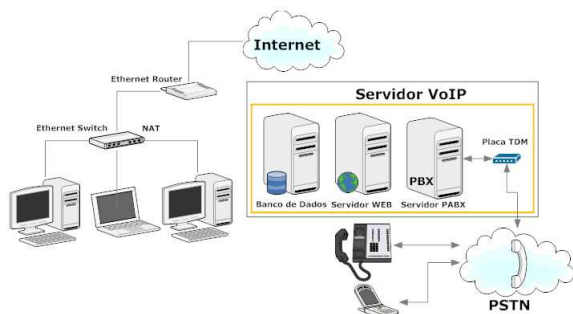 Internet
Ethernet Router
Servidor VoIP
Ethernet Switch
NAT
Placa TDM
PBX
Banco de Dados
Servidor WEB
Servidor PABX
PSTN